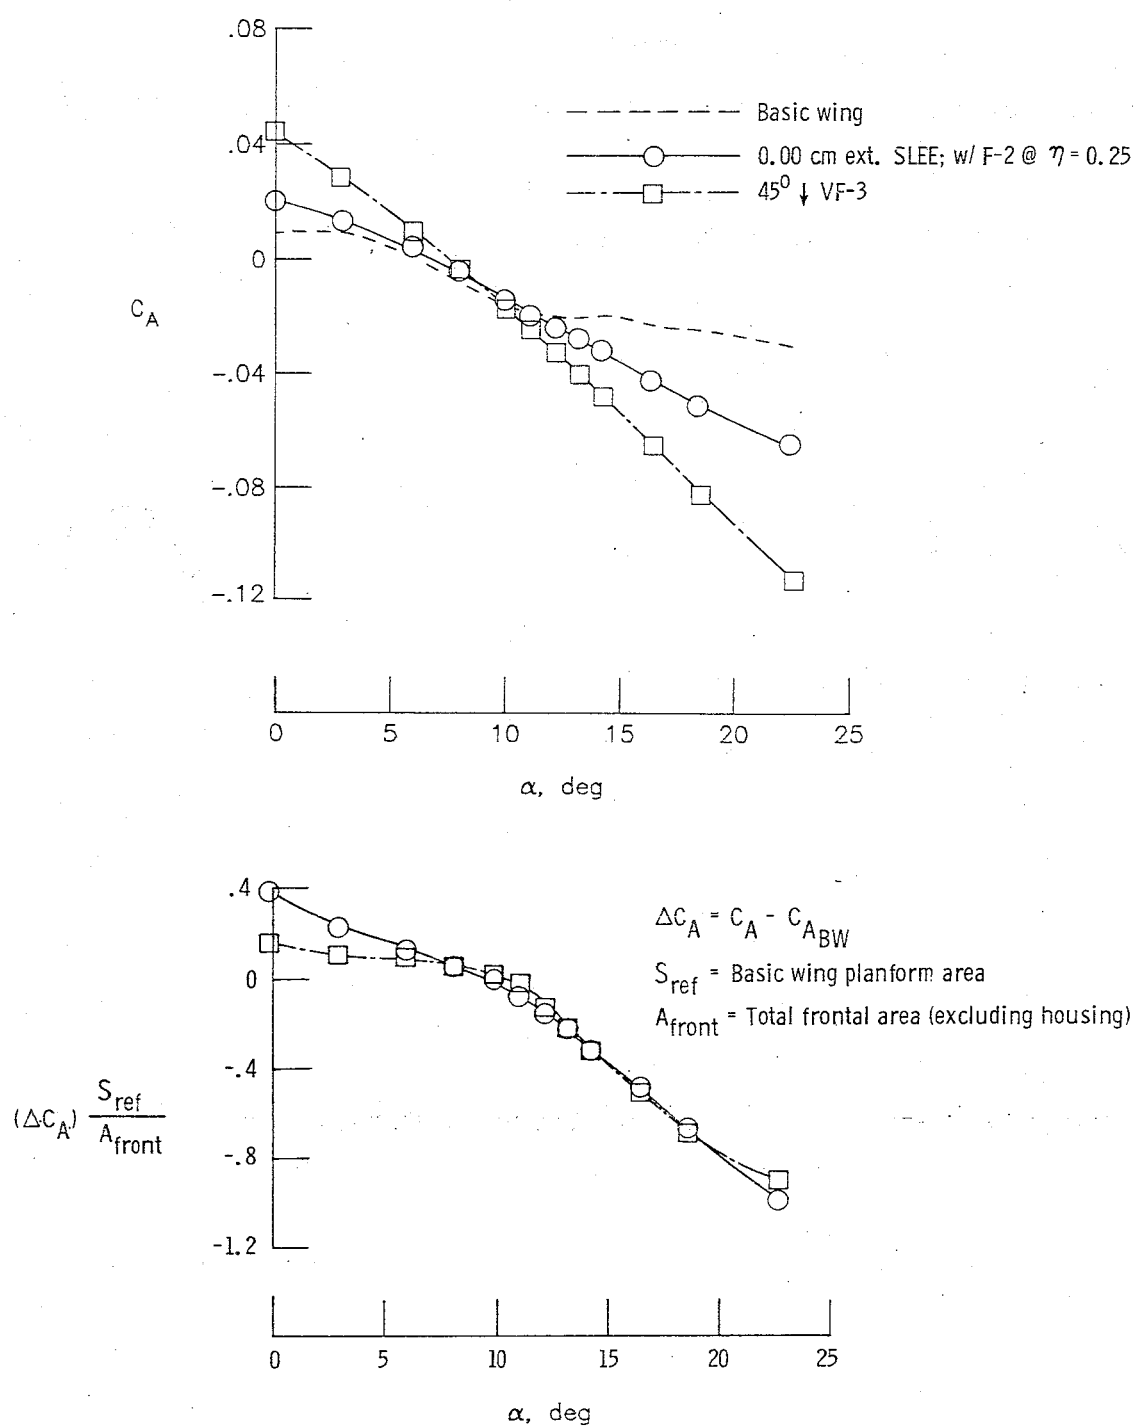 .08
.04
0
-.04
-.08
-.12
C_A
Basic wing
0.00 cm ext. SLEE; w/ F-2 @ η = 0.25
45° ↓ VF-3
0 5 10 15 20 25
α, deg
.4
0
-.4
-.8
-1.2
(ΔC_A) S_ref / A_front
ΔC_A = C_A - C_A_BW
S_ref = Basic wing planform area
A_front = Total frontal area (excluding housing)
0 5 10 15 20 25
α, deg